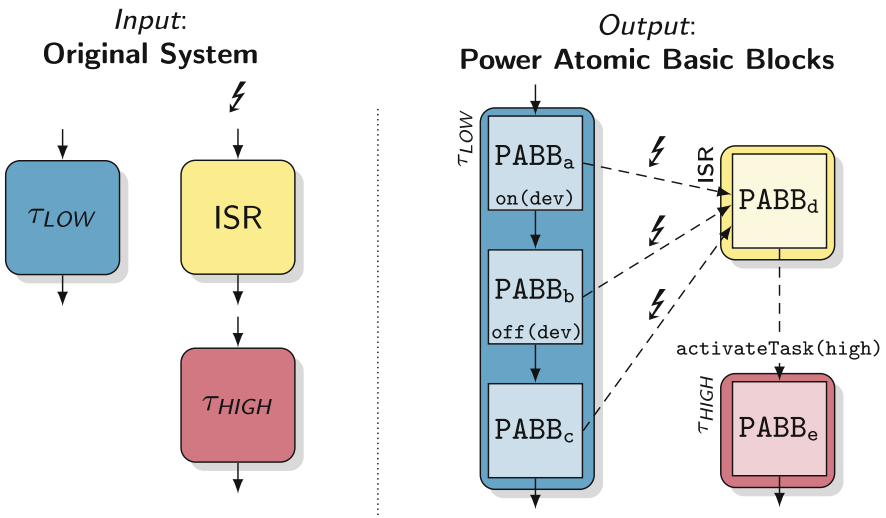 Input:
Original System
τLOW
ISR
τHIGH
Output:
Power Atomic Basic Blocks
τLOW
PABBa
on(dev)
PABBb
off(dev)
PABBc
ISR
PABBd
activateTask(high)
τHIGH
PABBe